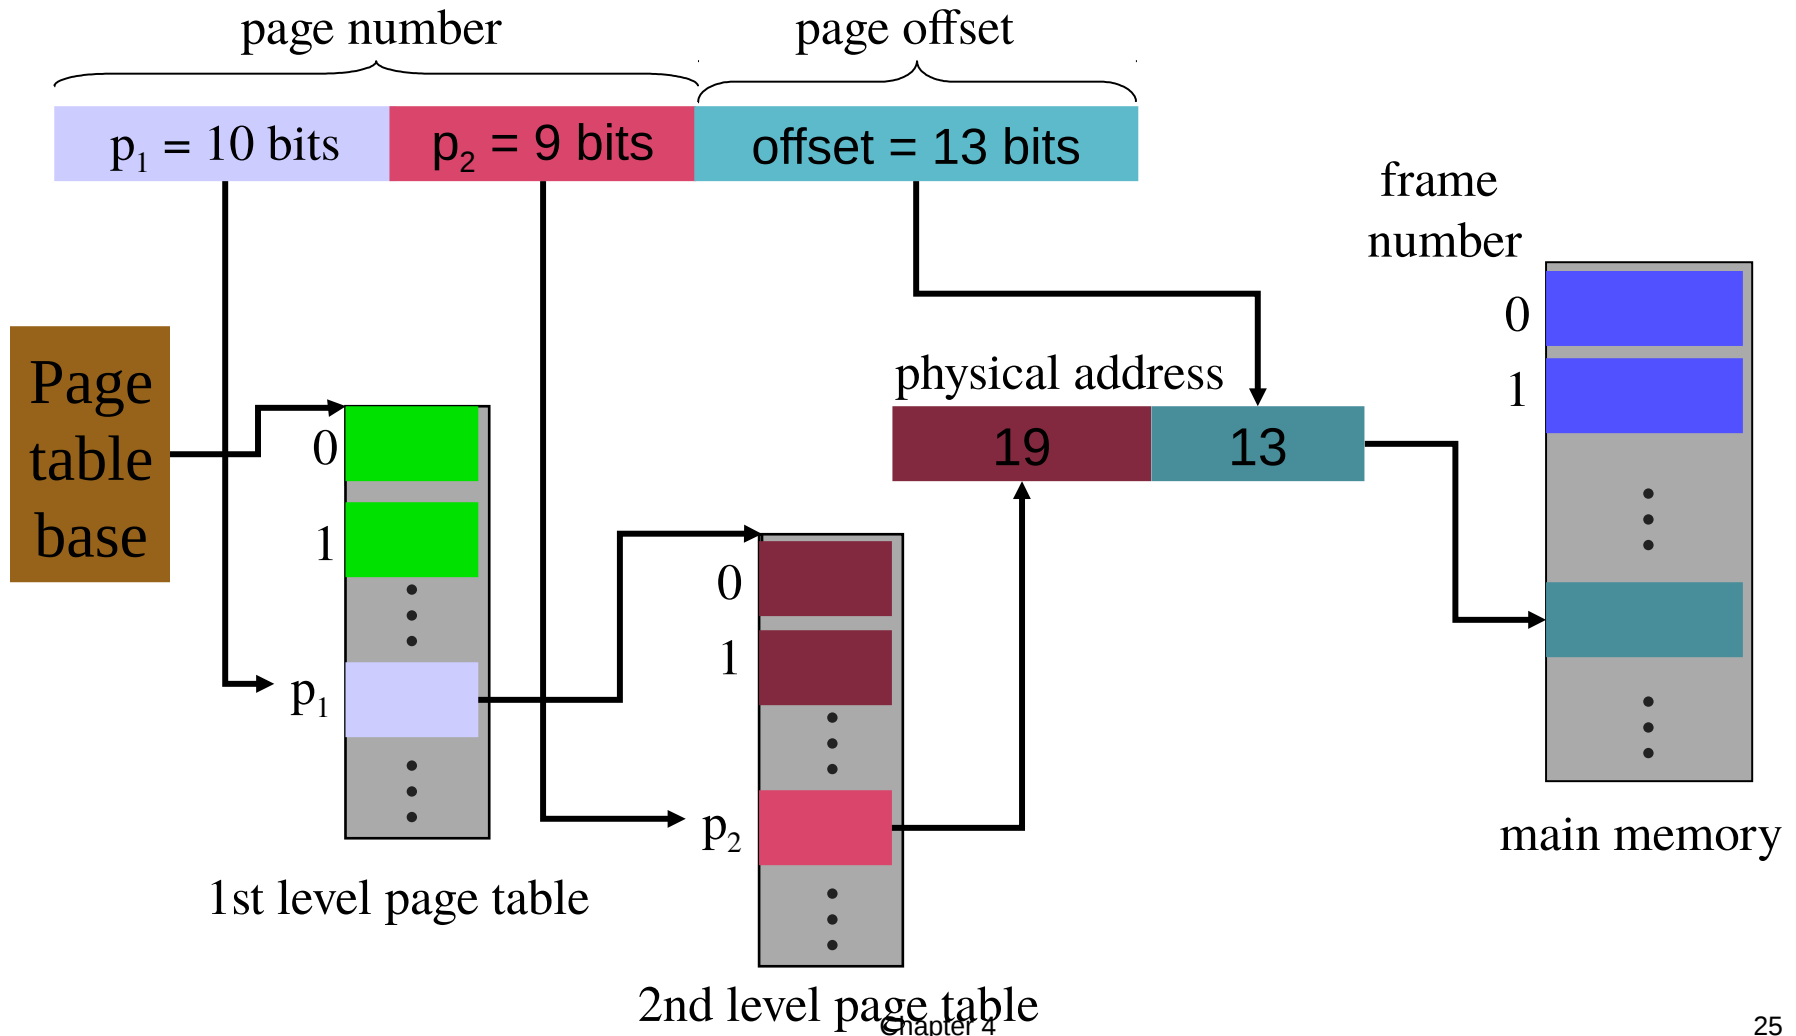 page number
page offset
p1 = 10 bits
p2 = 9 bits
offset = 13 bits
frame
number
0
1
Page
table
base
physical address
19
13
0
1
p1
0
1
p2
1st level page table
2nd level page table
main memory
Chapter 4
25